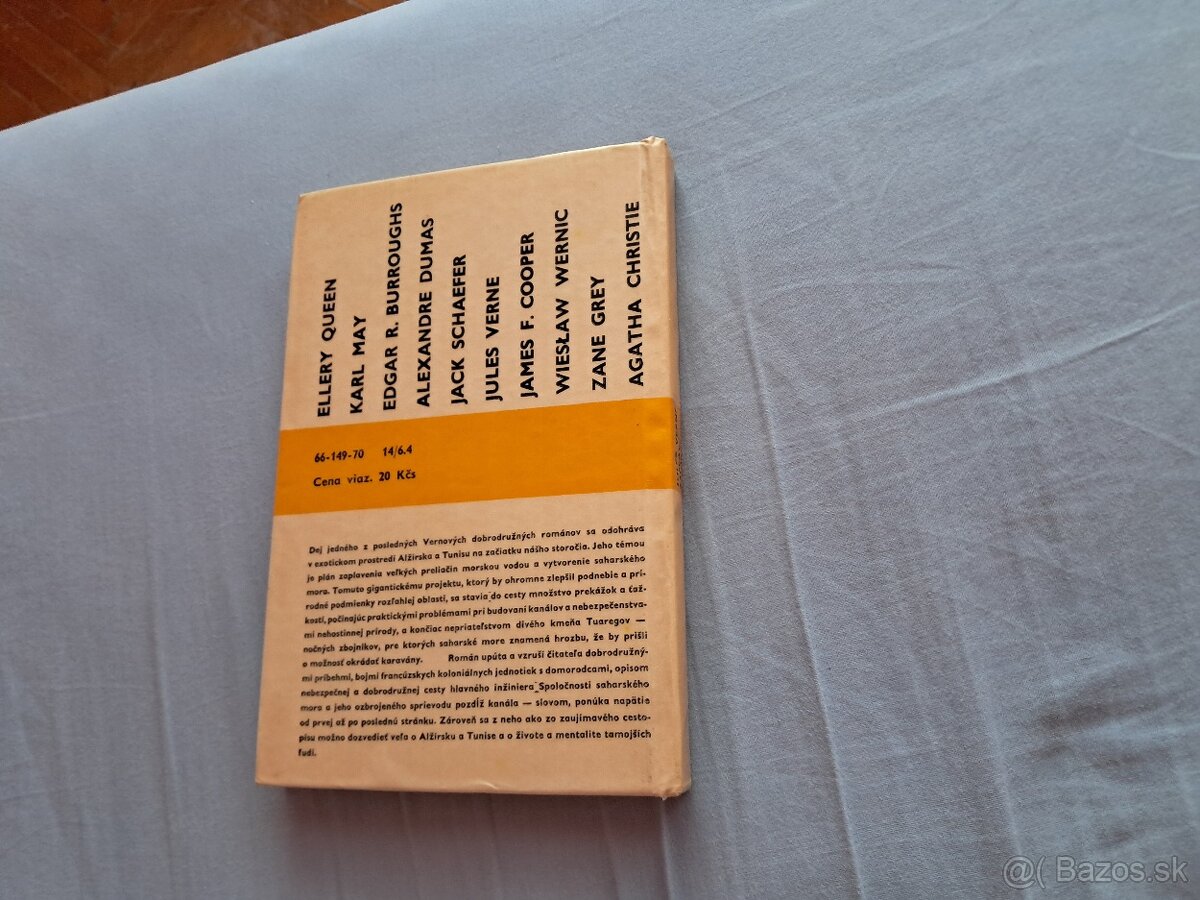 ELLERY QUEEN
KARL MAY
EDGAR R. BURROUGHS
ALEXANDRE DUMAS
JACK SCHAEFER
JULES VERNE
JAMES F. COOPER
WIESŁAW WERNIC
ZANE GREY
AGATHA CHRISTIE
66-149-70 14/6.4
Cena viaz. 20 Kčs
Dej jedného z posledných Vernových dobrodružných románov sa odohráva
v exotickom prostredí Alžírska a Tunisu na začiatku nášho storočia. Jeho témou
je plán zaplavenia veľkých preliačin morskou vodou a vytvorenie saharského
mora. Tomuto gigantickému projektu, ktorý by ohromne zlepšil podnebie a prí-
rodné podmienky rozľahlej oblasti, sa stavia do cesty množstvo prekážok a ťaž-
kostí, počínajúc praktickými problémami pri budovaní kanálov a nebezpečenstva-
mi nehostinnej prírody, a končiac nepriateľstvom divého kmeňa Tuaregov —
nočných zbojníkov, pre ktorých saharské more znamená hrozbu, že by prišli
o možnosť okrádať karavány. Román upúta a vzruší čitateľa dobrodružný-
mi príbehmi, bojmi francúzskych koloniálnych jednotiek s domorodcami, opisom
nebezpečnej a dobrodružnej cesty hlavného inžiniera Spoločnosti saharského
mora a jeho ozbrojeného sprievodu pozdĺž kanála — slovom, ponúka napätie
od prvej až po poslednú stránku. Zároveň sa z neho ako zo zaujímavého cesto-
pisu možno dozvedieť veľa o Alžírsku a Tunise a o živote a mentalite tamojších
ľudí.
@( Bazos.sk